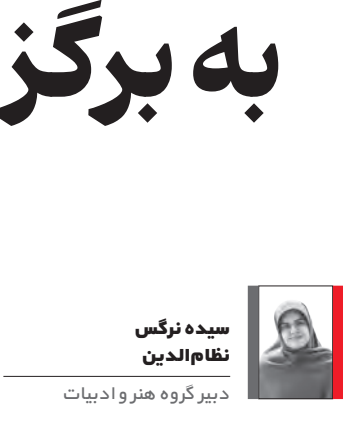 به برگز
سیده نرگس
نظام‌الدین
دبیر گروه هنر و ادبیات